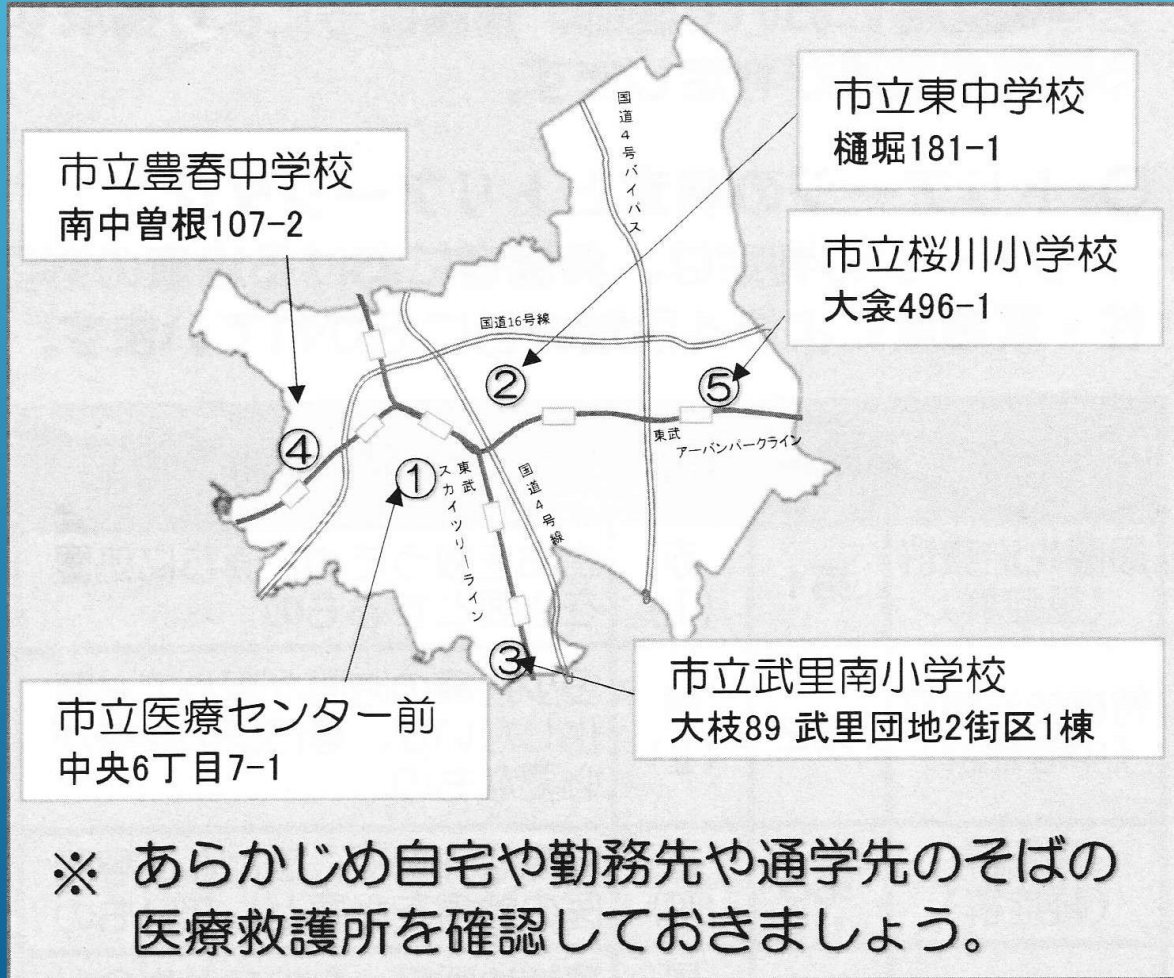 市立東中学校
樋堀181-1
市立豊春中学校
南中曽根107-2
市立桜川小学校
大衾496-1
国道4号バイパス
国道16号線
②
⑤
④
①
東武
アーバンパークライン
東武
スカイツリーライン
国道4号線
③
市立医療センター前
中央6丁目7-1
市立武里南小学校
大枝89 武里団地2街区1棟
※ あらかじめ自宅や勤務先や通学先のそばの
医療救護所を確認しておきましょう。